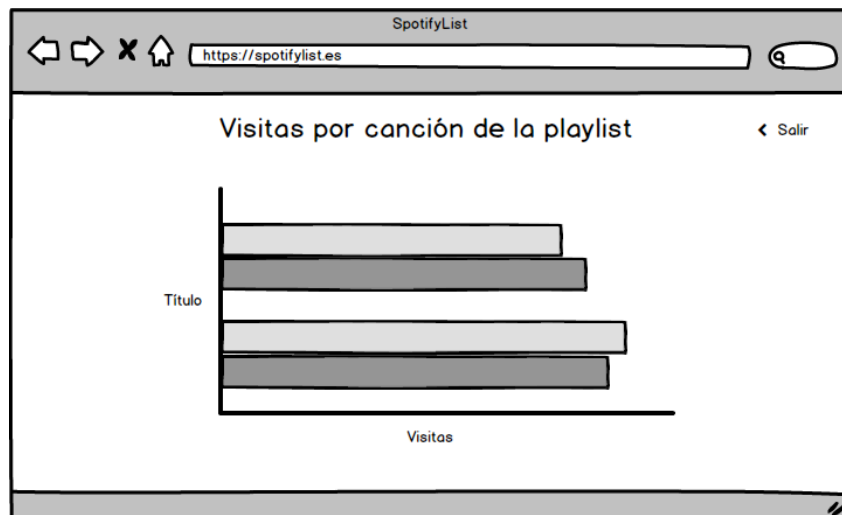 SpotifyList
https://spotifylist.es
Visitas por canción de la playlist
Salir
Título
Visitas